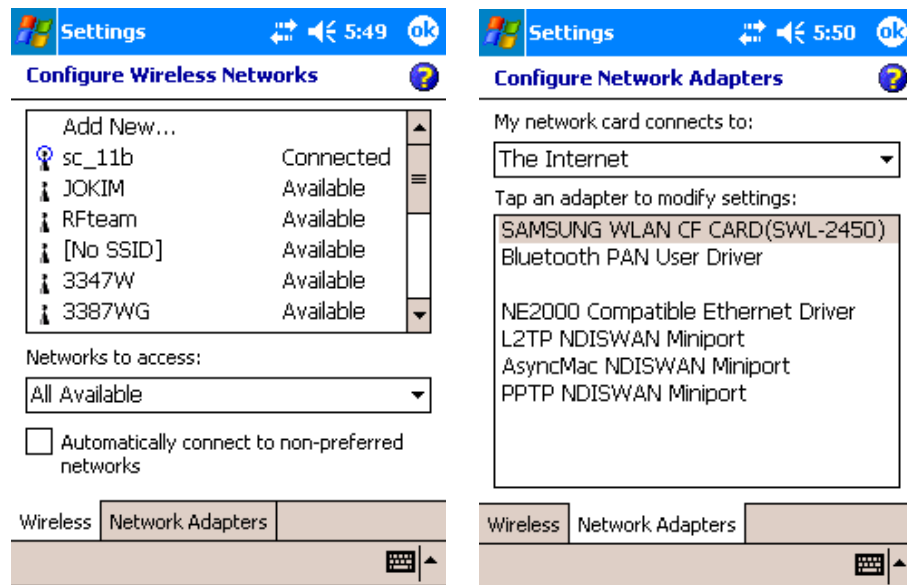 Settings 5:49 ok
Configure Wireless Networks ?
Add New...
sc_11b Connected
JOKIM Available
RFteam Available
[No SSID] Available
3347W Available
3387WG Available
Networks to access:
All Available
Automatically connect to non-preferred
networks
Wireless Network Adapters
Settings 5:50 ok
Configure Network Adapters ?
My network card connects to:
The Internet
Tap an adapter to modify settings:
SAMSUNG WLAN CF CARD(SWL-2450)
Bluetooth PAN User Driver
NE2000 Compatible Ethernet Driver
L2TP NDISWAN Miniport
AsyncMac NDISWAN Miniport
PPTP NDISWAN Miniport
Wireless Network Adapters